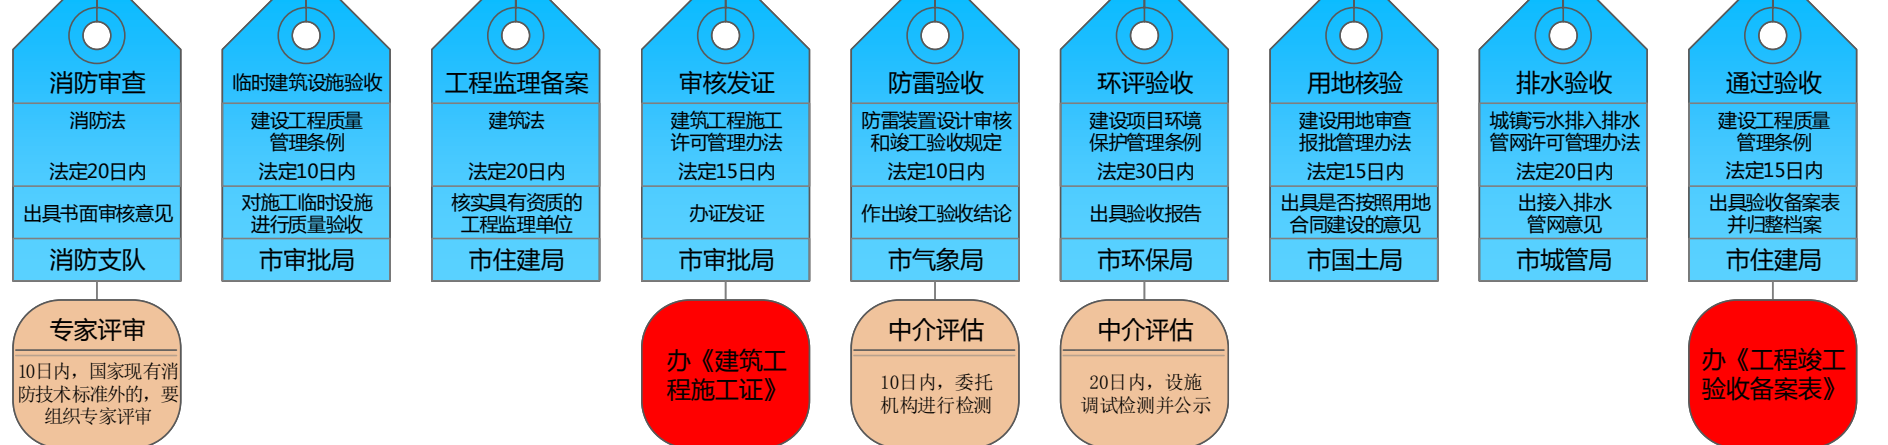 消防审查
消防法
法定20日内
出具书面审核意见
消防支队
专家评审
10日内，国家现有消
防技术标准外的，要
组织专家评审
临时建筑设施验收
建设工程质量
管理条例
法定10日内
对施工临时设施
进行质量验收
市审批局
工程监理备案
建筑法
法定20日内
核实具有资质的
工程监理单位
市住建局
审核发证
建筑工程施工
许可管理办法
法定15日内
办证发证
市审批局
办《建筑工
程施工证》
防雷验收
防雷装置设计审核
和竣工验收规定
法定10日内
作出竣工验收结论
市气象局
中介评估
10日内，委托
机构进行检测
环评验收
建设项目环境
保护管理条例
法定30日内
出具验收报告
市环保局
中介评估
20日内，设施
调试检测并公示
用地核验
建设用地审查
报批管理办法
法定15日内
出具是否按照用地
合同建设的意见
市国土局
排水验收
城镇污水排入排水
管网许可管理办法
法定20日内
出接入排水
管网意见
市城管局
通过验收
建设工程质量
管理条例
法定15日内
出具验收备案表
并归整档案
市住建局
办《工程竣工
验收备案表》